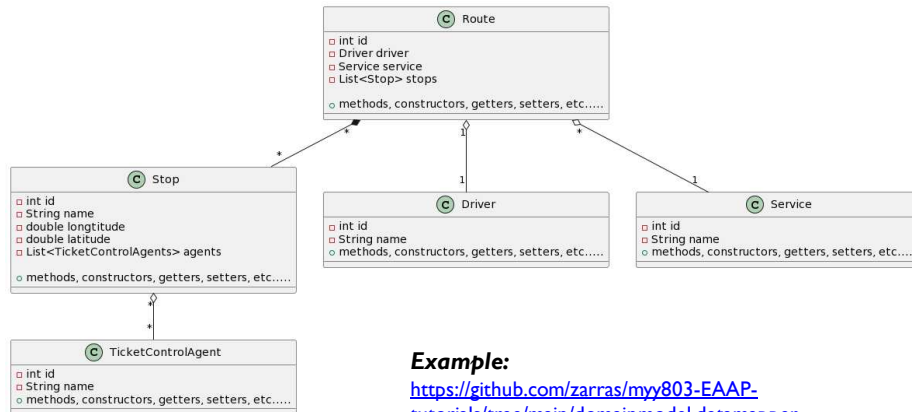 C Route
int id
Driver driver
Service service
List<Stop> stops
methods, constructors, getters, setters, etc.....
* 1 *
* 1 1
C Stop
int id
String name
double longtitude
double latitude
List<TicketControlAgents> agents
methods, constructors, getters, setters, etc.....
C Driver
int id
String name
methods, constructors, getters, setters, etc.....
C Service
int id
String name
methods, constructors, getters, setters, etc.....
*
*
C TicketControlAgent
int id
String name
methods, constructors, getters, setters, etc.....
Example:
https://github.com/zarras/myy803-EAAP-